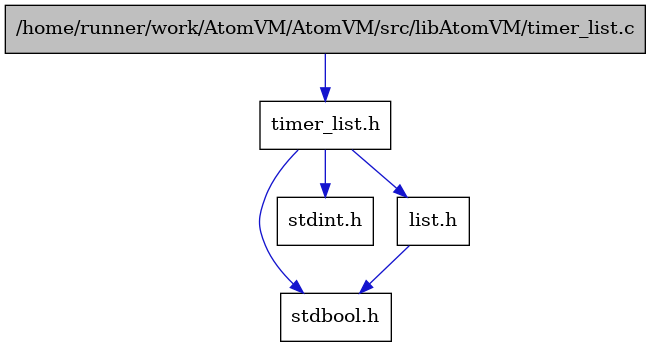 /home/runner/work/AtomVM/AtomVM/src/libAtomVM/timer_list.c
timer_list.h
stdint.h
list.h
stdbool.h